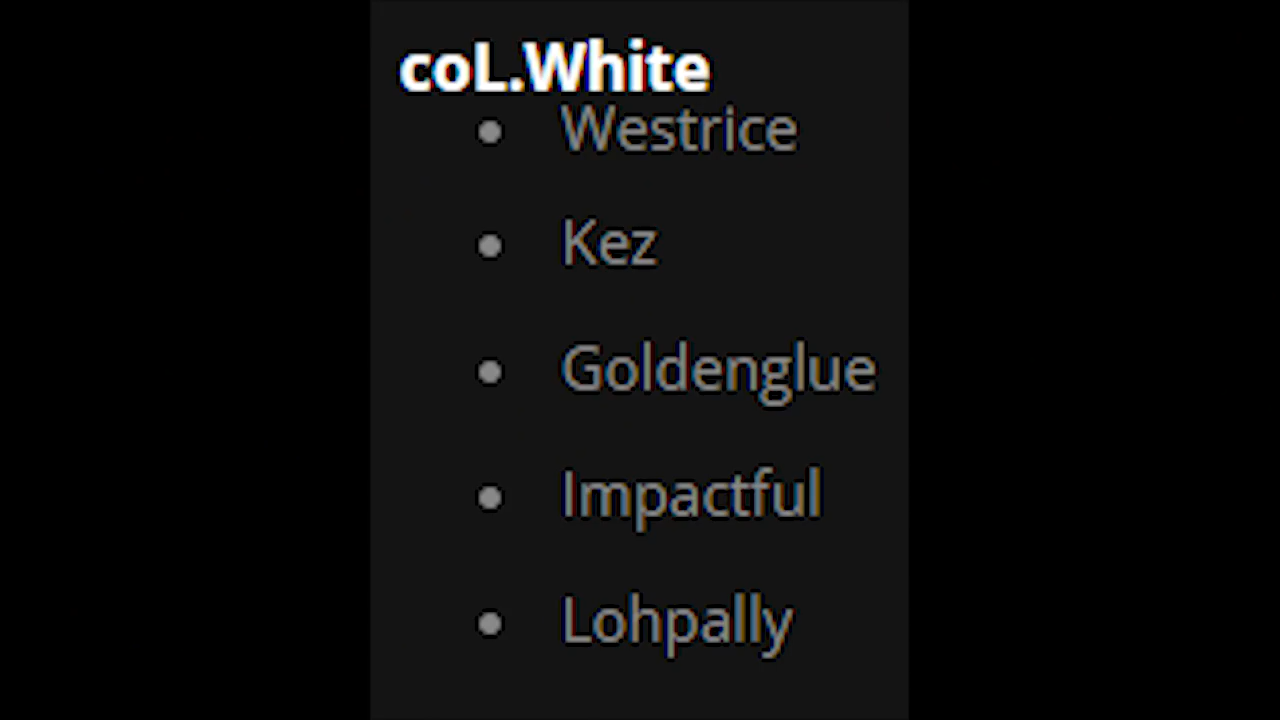 coL.White
Westrice
Kez
Goldenglue
Impactful
Lohpally